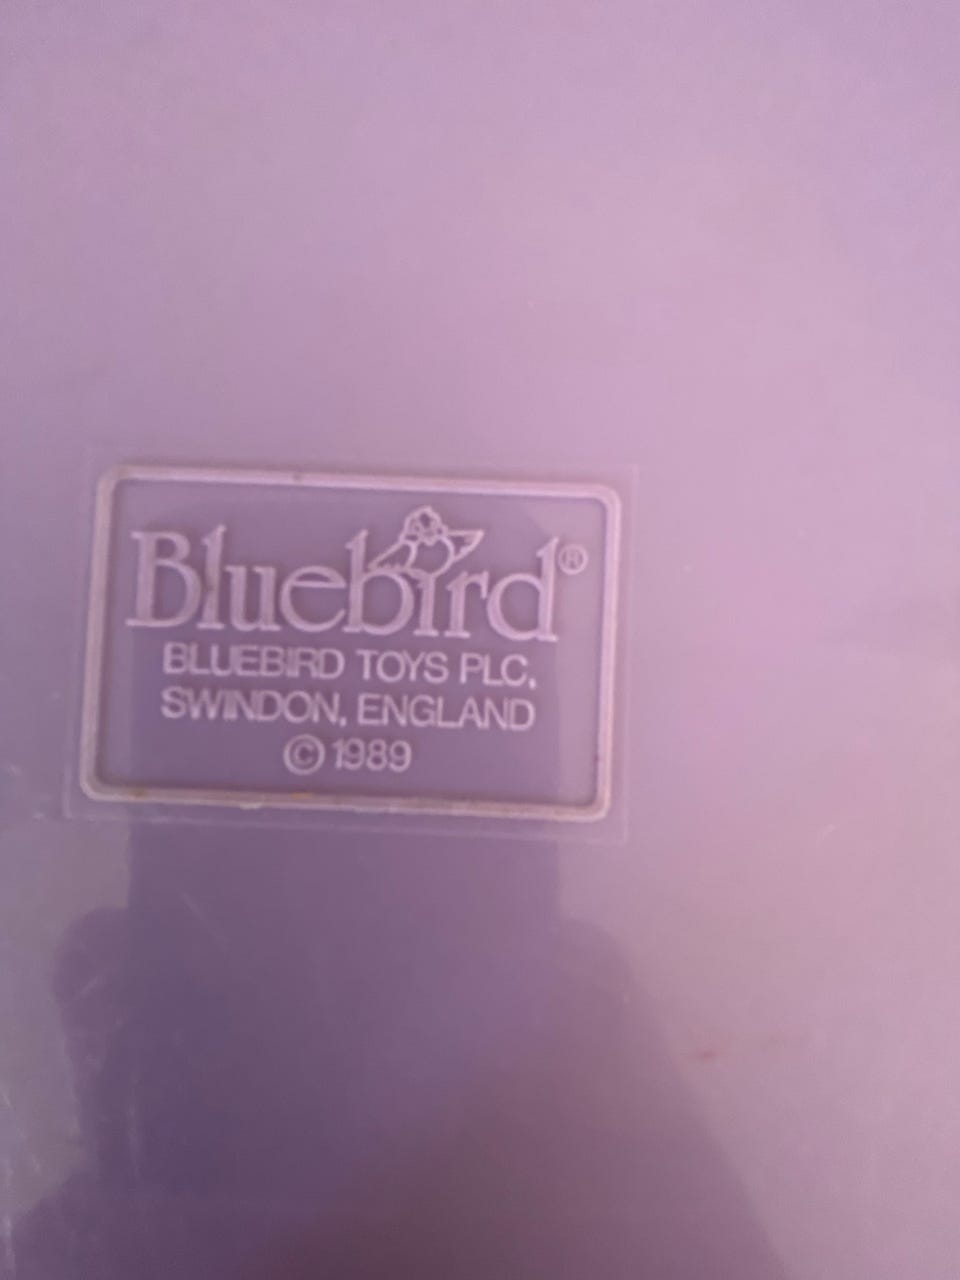 Bluebird®
BLUEBIRD TOYS PLC.
SWINDON, ENGLAND
© 1989